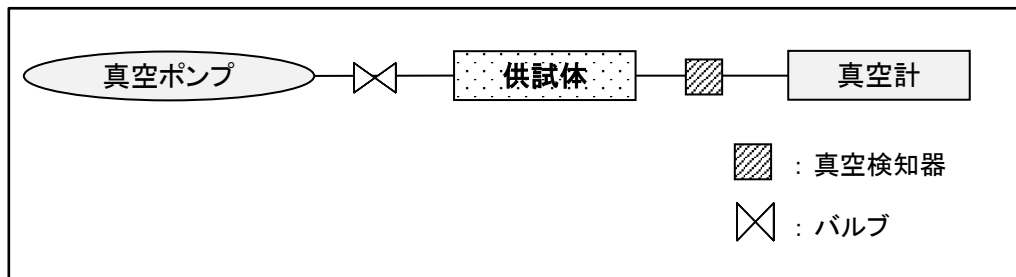 真空ポンプ
供試体
真空計
: 真空検知器
: バルブ